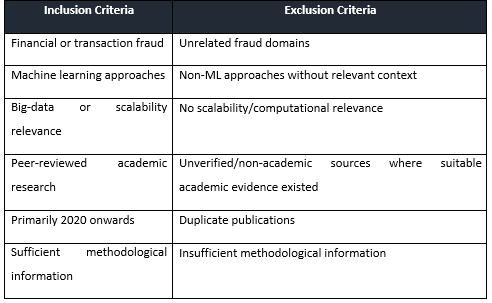 Inclusion Criteria Exclusion Criteria
Financial or transaction fraud Unrelated fraud domains
Machine learning approaches Non-ML approaches without relevant context
Big-data or scalability No scalability/computational relevance
relevance
Peer-reviewed academic Unverified/non-academic sources where suitable
research academic evidence existed
Primarily 2020 onwards Duplicate publications
Sufficient methodological Insufficient methodological information
information